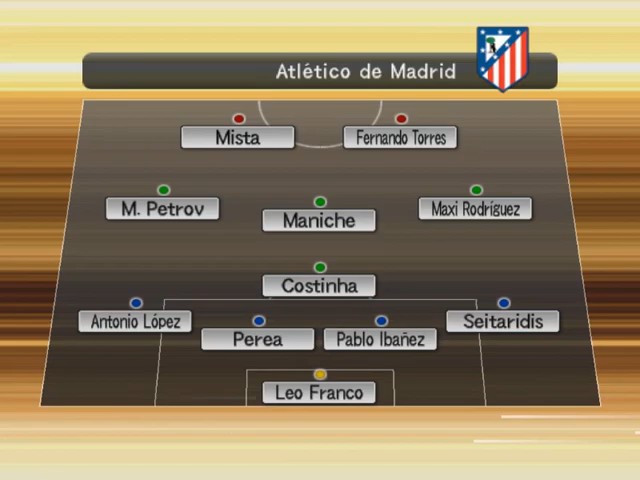 Atlético de Madrid
Mista
Fernando Torres
M. Petrov
Maniche
Maxi Rodríguez
Costinha
Antonio López
Perea
Pablo Ibañez
Seitaridis
Leo Franco